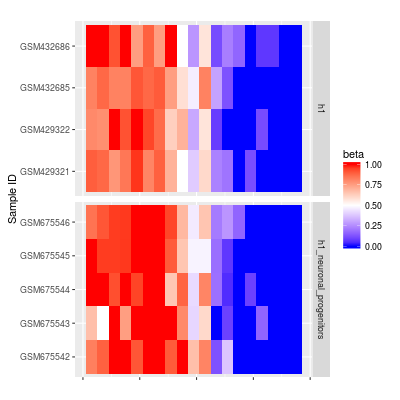 GSM432686
GSM432685
GSM429322
GSM429321
h1
GSM675546
GSM675545
GSM675544
GSM675543
GSM675542
h1_neuronal_progenitors
Sample ID
beta
1.00
0.75
0.50
0.25
0.00